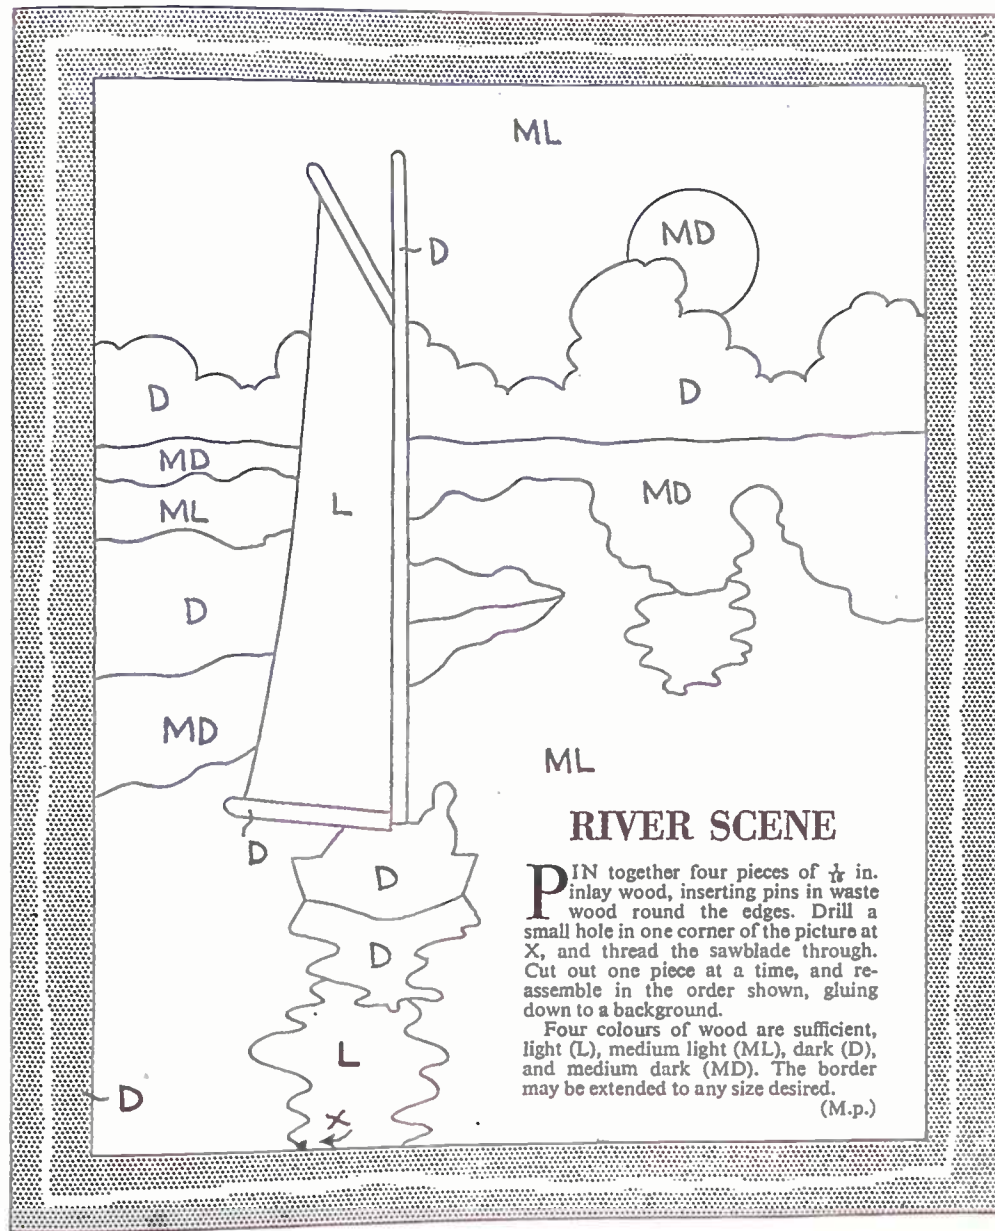 ML
MD
D
D
D
MD
L
MD
ML
D
MD
ML
D
D
D
L
D
X
RIVER SCENE
PIN together four pieces of 1/16 in.
inlay wood, inserting pins in waste
wood round the edges. Drill a
small hole in one corner of the picture at
X, and thread the sawblade through.
Cut out one piece at a time, and re-
assemble in the order shown, gluing
down to a background.
Four colours of wood are sufficient,
light (L), medium light (ML), dark (D),
and medium dark (MD). The border
may be extended to any size desired.
(M.p.)